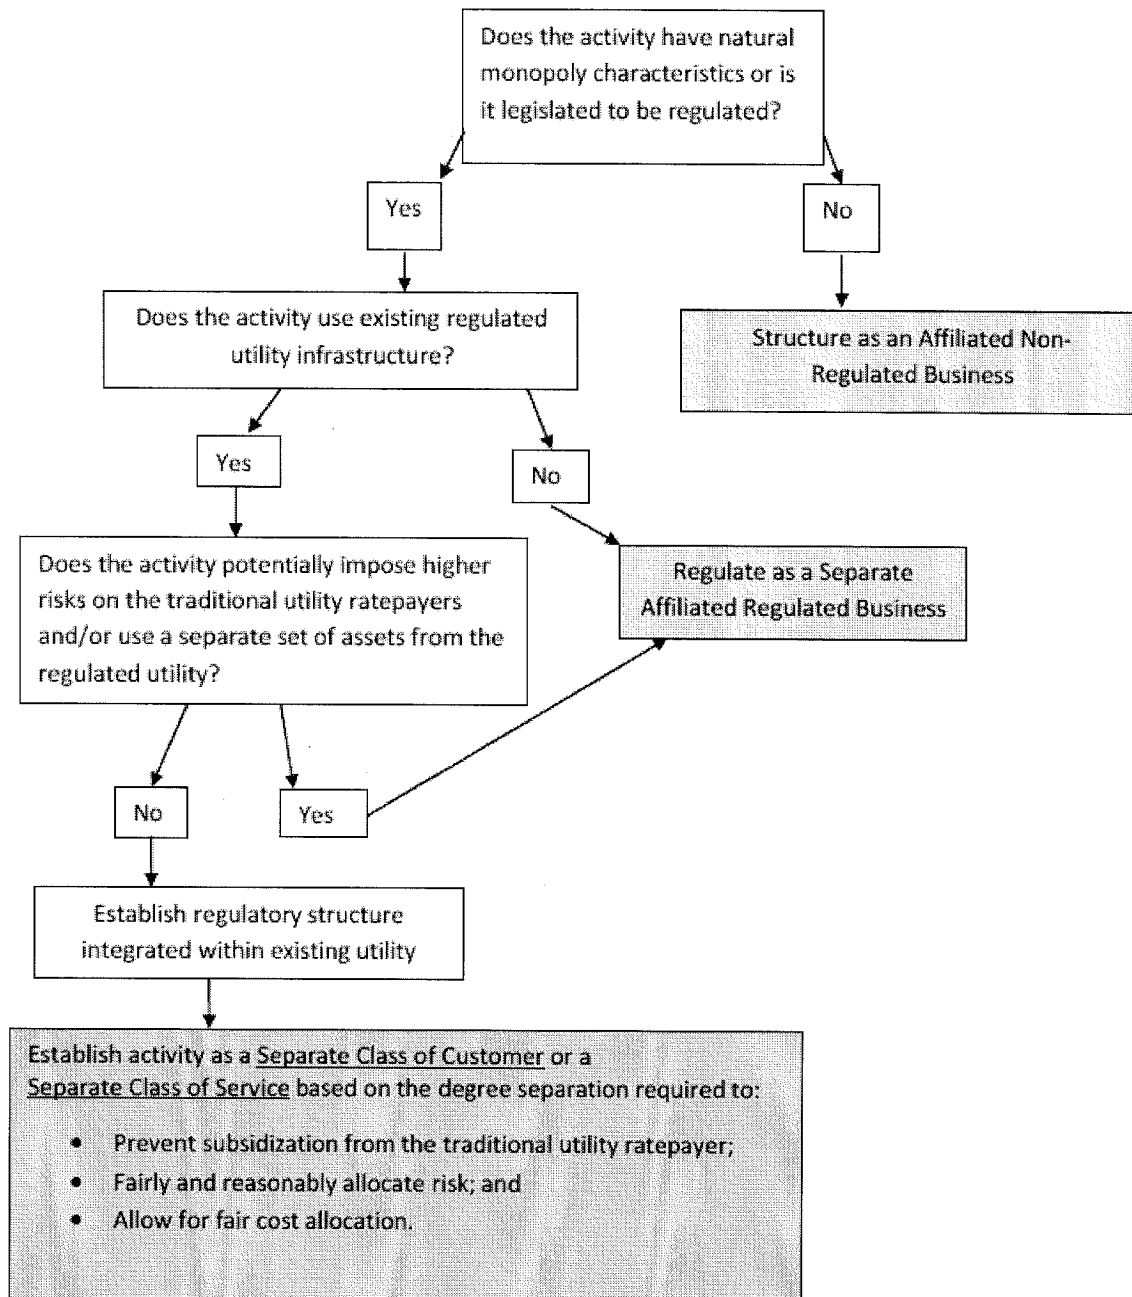 Does the activity have natural
monopoly characteristics or is
it legislated to be regulated?
Yes
No
Does the activity use existing regulated
utility infrastructure?
Structure as an Affiliated Non-
Regulated Business
Yes
No
Does the activity potentially impose higher
risks on the traditional utility ratepayers
and/or use a separate set of assets from the
regulated utility?
Regulate as a Separate
Affiliated Regulated Business
No
Yes
Establish regulatory structure
integrated within existing utility
Establish activity as a Separate Class of Customer or a
Separate Class of Service based on the degree separation required to:
• Prevent subsidization from the traditional utility ratepayer;
• Fairly and reasonably allocate risk; and
• Allow for fair cost allocation.